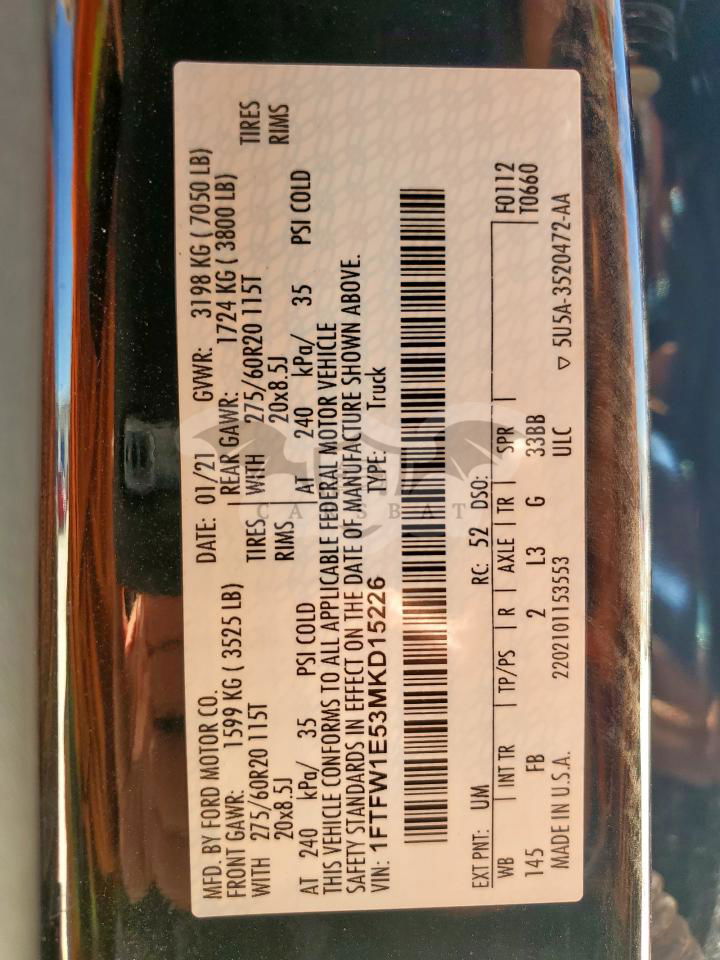 MFD. BY FORD MOTOR CO.
DATE: 01/21 GVWR: 3198 KG ( 7050 LB)
FRONT GAWR: 1599 KG ( 3525 LB)
REAR GAWR: 1724 KG ( 3800 LB)
WITH 275/60R20 115T
TIRES WITH 275/60R20 115T TIRES
20x8.5J
RIMS 20x8.5J RIMS
AT 240 kPa/ 35 PSI COLD AT 240 kPa/ 35 PSI COLD
THIS VEHICLE CONFORMS TO ALL APPLICABLE FEDERAL MOTOR VEHICLE
SAFETY STANDARDS IN EFFECT ON THE DATE OF MANUFACTURE SHOWN ABOVE.
VIN: 1FTFW1E53MKD15226 TYPE: Truck
CARSBAT
EXT PNT: UM RC: 52 DSO: F0112
WB INT TR TP/PS R AXLE TR SPR T0660
145 FB 2 L3 G 33BB
MADE IN U.S.A. 2202101153553 ULC ▽ 5U5A-3520472-AA